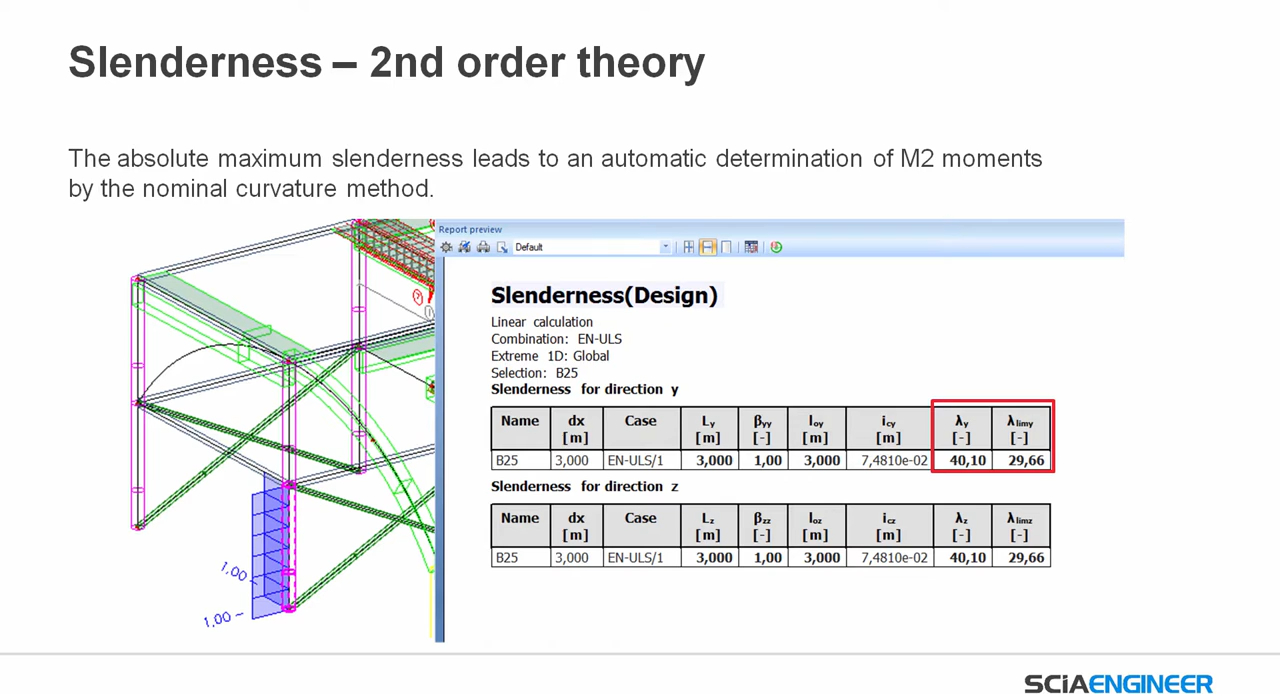 Slenderness – 2nd order theory
The absolute maximum slenderness leads to an automatic determination of M2 moments
by the nominal curvature method.
Report preview
Default
Slenderness(Design)
Linear calculation
Combination: EN-ULS
Extreme 1D: Global
Selection: B25
Slenderness for direction y
Name dx [m] Case Ly [m] βyy [-] loy [m] icy [m] λy [-] λlimy [-]
B25 3,000 EN-ULS/1 3,000 1,00 3,000 7,4810e-02 40,10 29,66
Slenderness for direction z
Name dx [m] Case Lz [m] βzz [-] loz [m] icz [m] λz [-] λlimz [-]
B25 3,000 EN-ULS/1 3,000 1,00 3,000 7,4810e-02 40,10 29,66
1,00
1,00
SCiAENGINEER